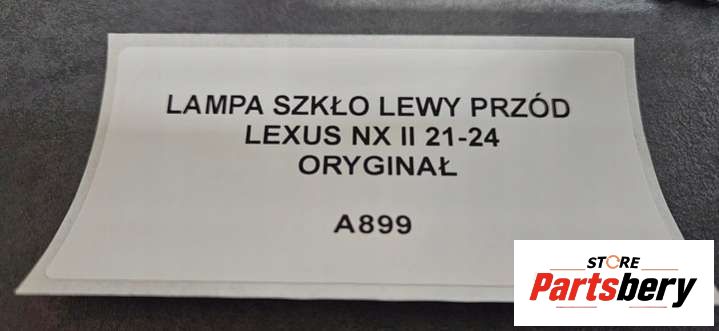 LAMPA SZKŁO LEWY PRZÓD
LEXUS NX II 21-24
ORYGINAŁ
A899
STORE
Partsbery